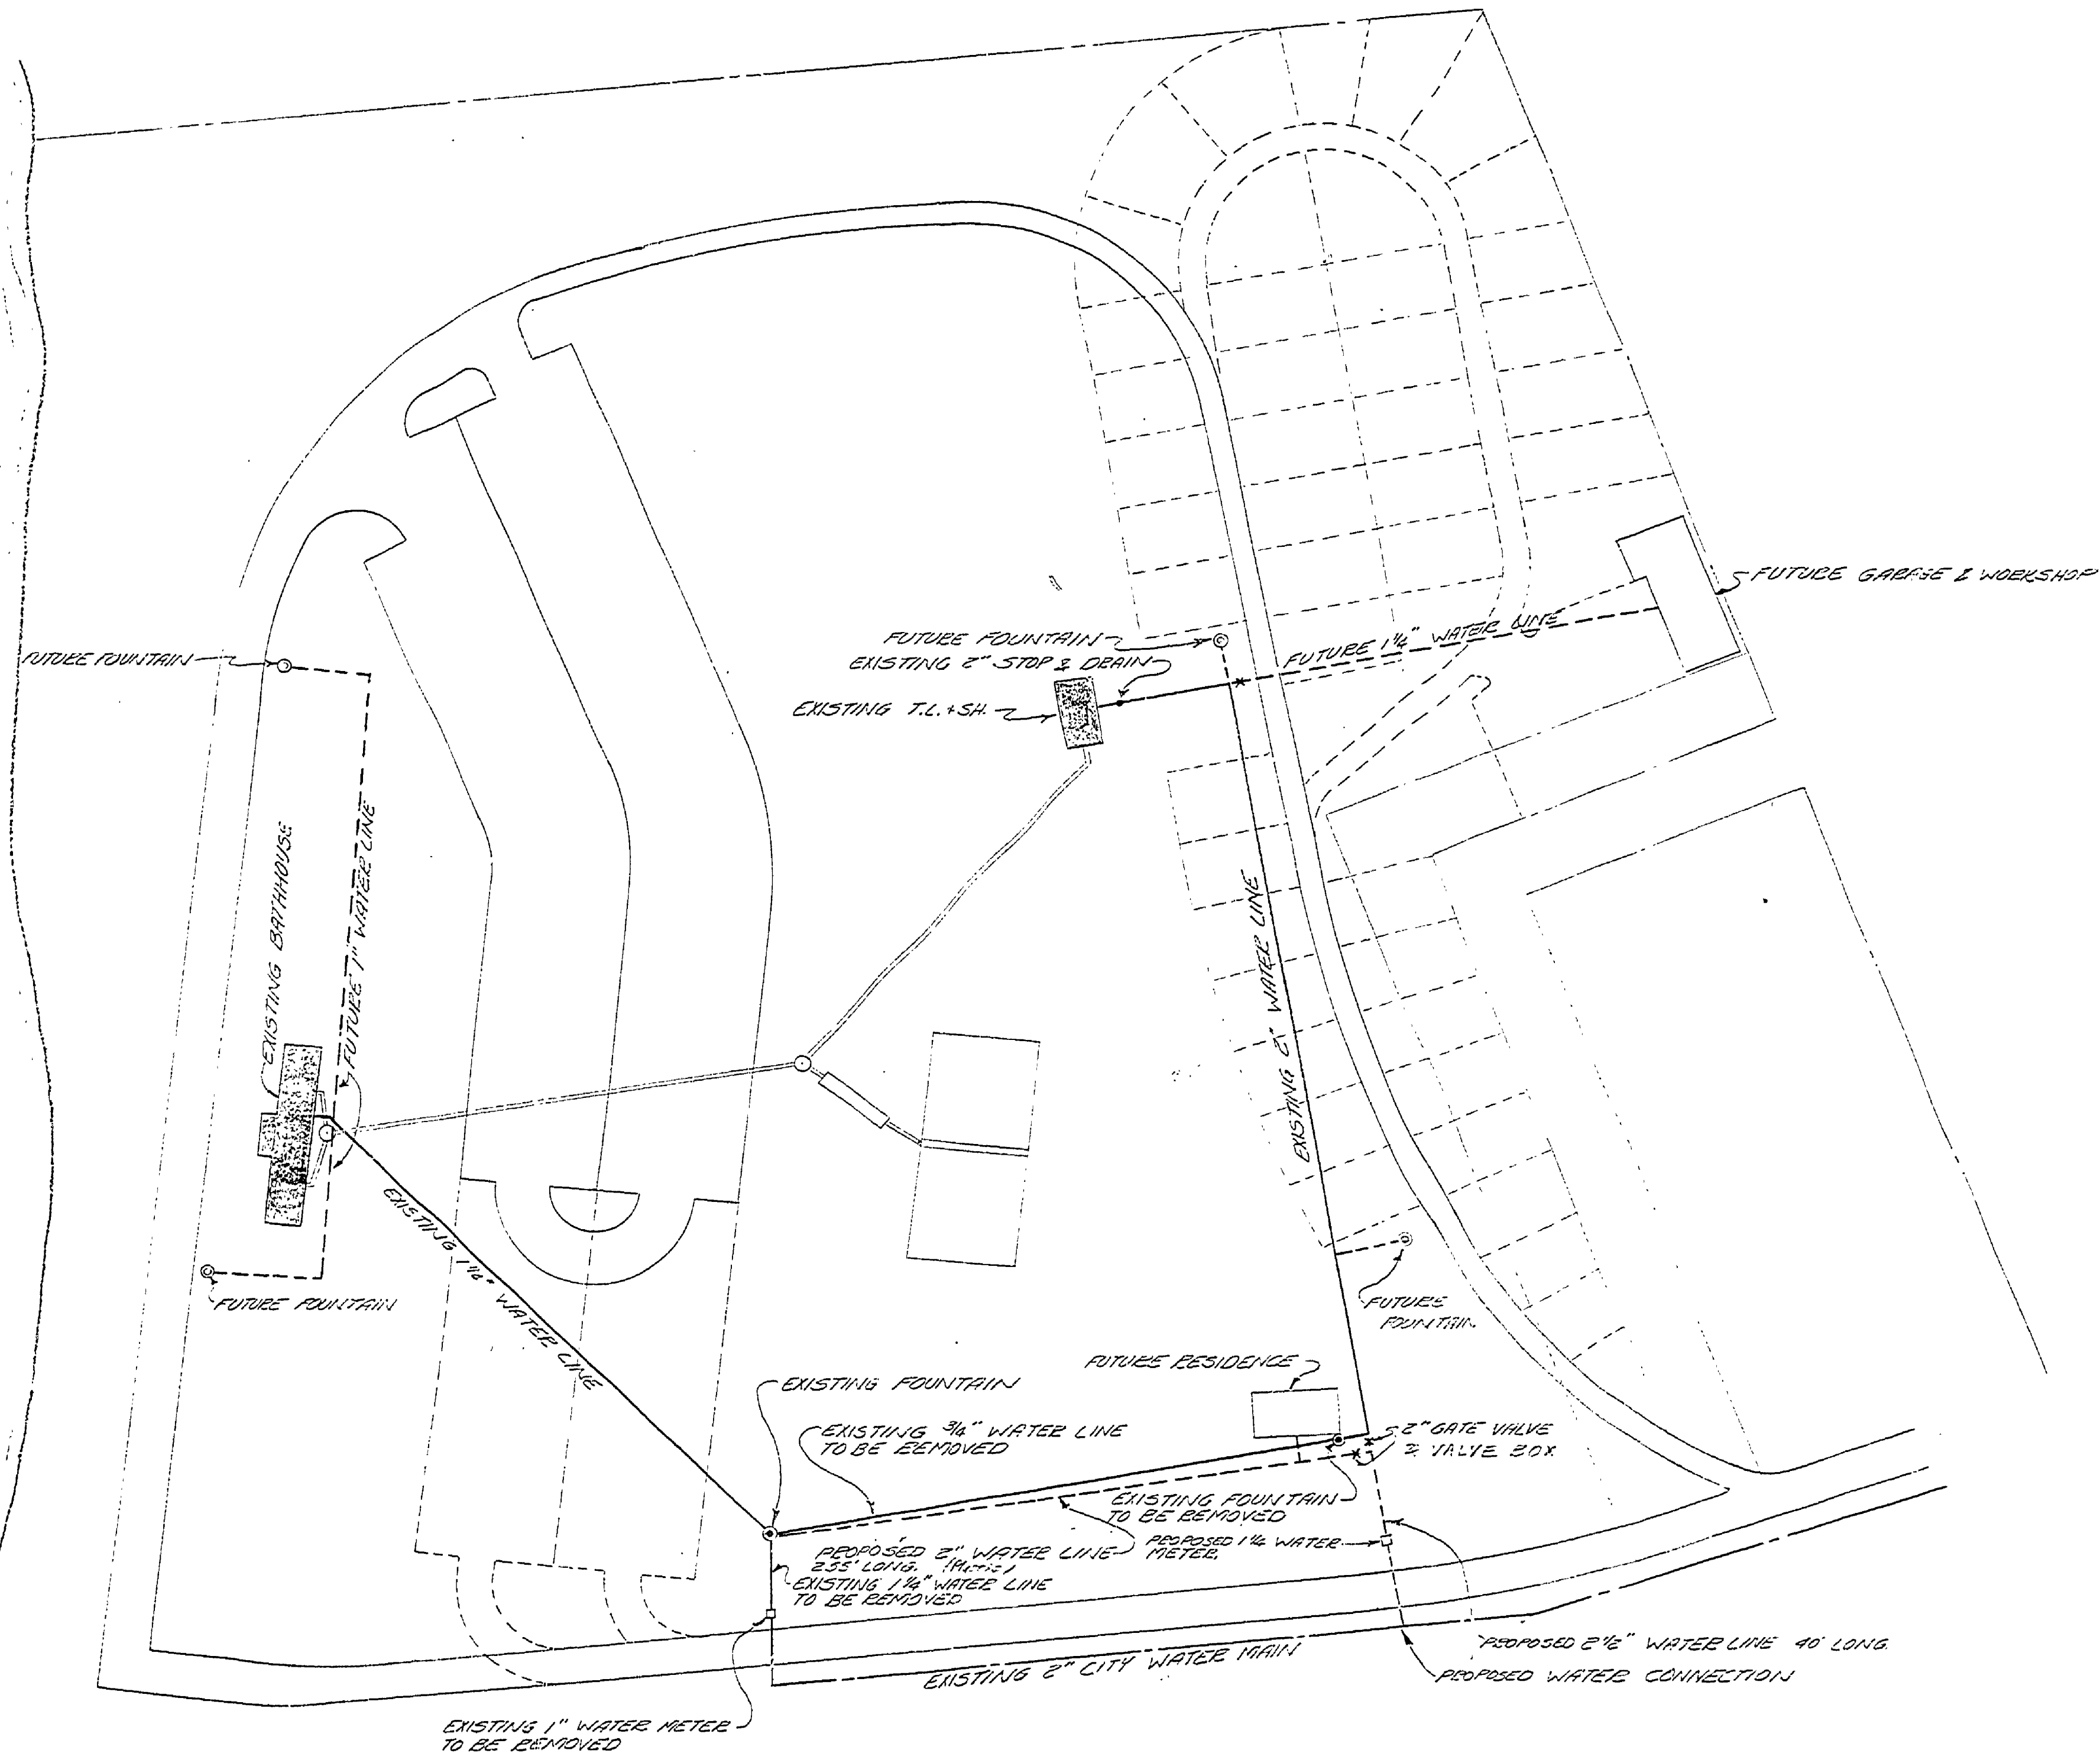 FUTURE GARAGE & WORKSHOP
FUTURE FOUNTAIN
FUTURE 1¼" WATER LINE
EXISTING 2" STOP & DRAIN
FUTURE FOUNTAIN
EXISTING T.L. + SH.
EXISTING BATHHOUSE
FUTURE 1" WATER LINE
EXISTING 2" WATER LINE
EXISTING 1¼" WATER LINE
FUTURE FOUNTAIN
FUTURE
FOUNTAIN
FUTURE RESIDENCE
EXISTING FOUNTAIN
EXISTING ¾" WATER LINE
TO BE REMOVED
2" GATE VALVE
& VALVE BOX
EXISTING FOUNTAIN
TO BE REMOVED
PROPOSED 1¼ WATER
METER.
PROPOSED 2" WATER LINE
255' LONG.
EXISTING 1¼" WATER LINE
TO BE REMOVED
PROPOSED 2½" WATER LINE 40' LONG.
EXISTING 2" CITY WATER MAIN
PROPOSED WATER CONNECTION
EXISTING 1" WATER METER
TO BE REMOVED